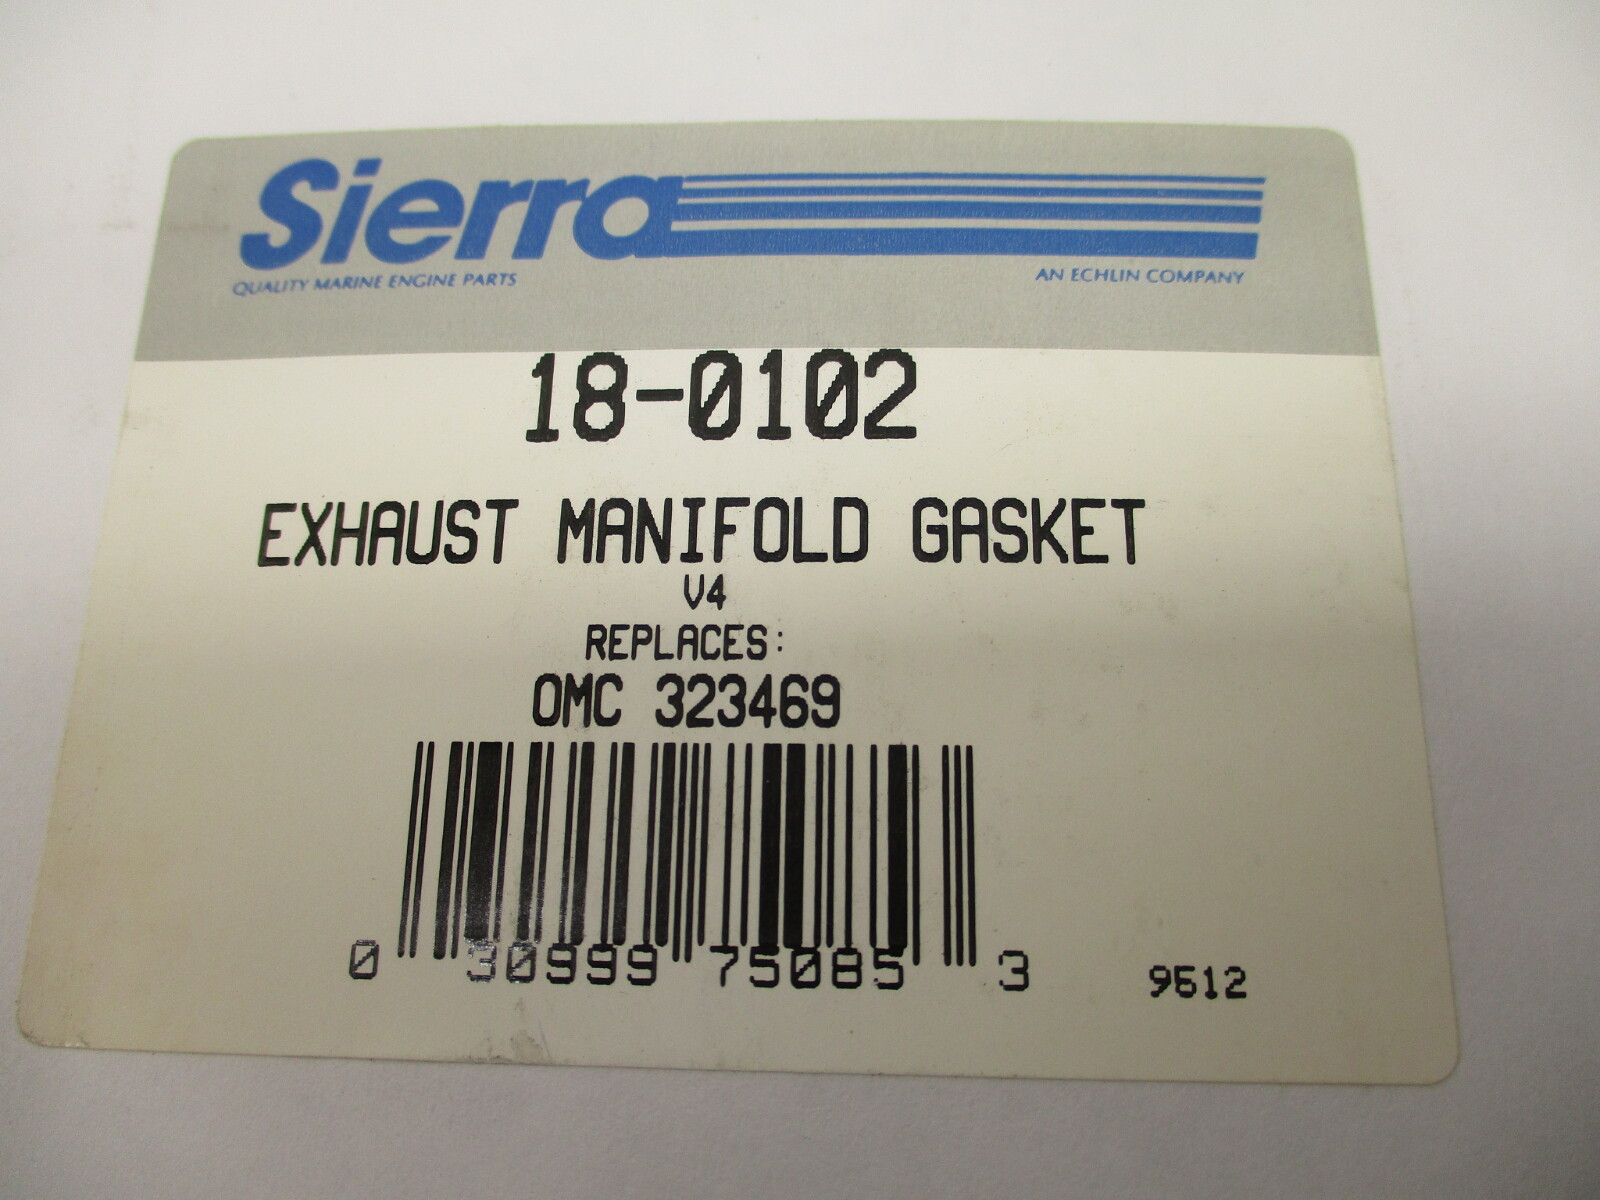 Sierra
QUALITY MARINE ENGINE PARTS
AN ECHLIN COMPANY
18-0102
EXHAUST MANIFOLD GASKET
V4
REPLACES:
OMC 323469
0 30999 75085 3
9612